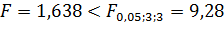 F = 1,638 < F0,05;3;3 = 9,28